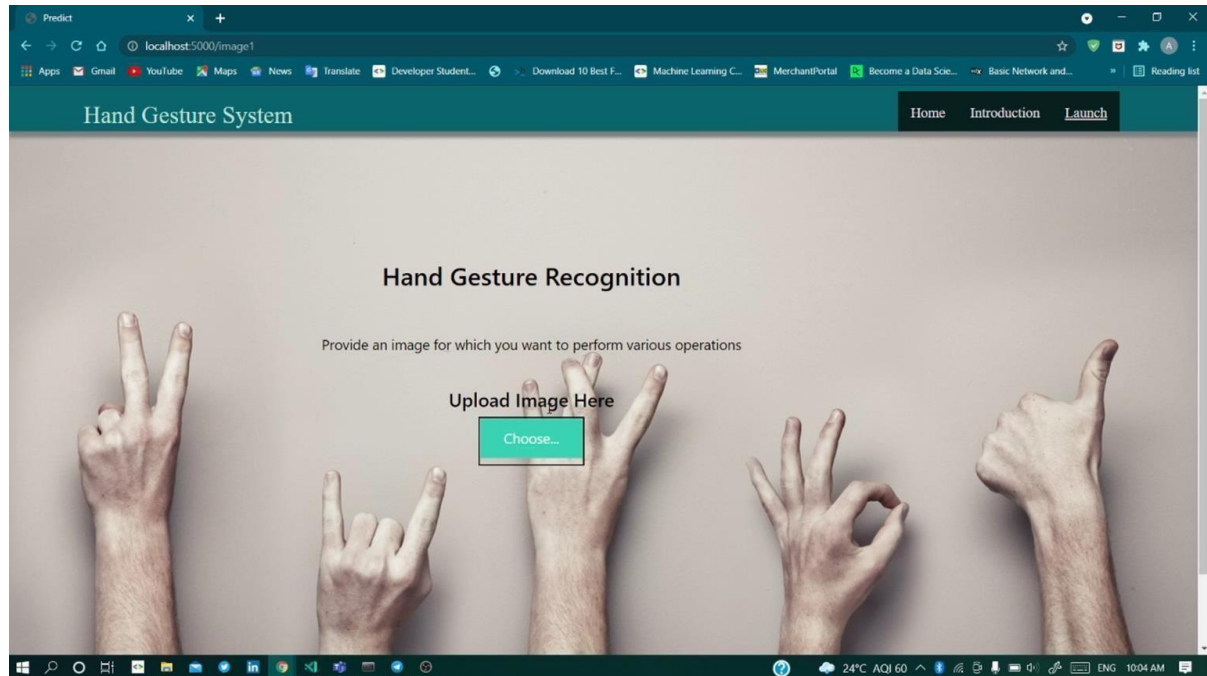 Predict
localhost:5000/image1
Apps Gmail YouTube Maps News Translate Developer Student... Download 10 Best F... Machine Learning C... MerchantPortal Become a Data Scie... Basic Network and... » Reading list
Hand Gesture System
Home Introduction Launch
Hand Gesture Recognition
Provide an image for which you want to perform various operations
Upload Image Here
Choose...
24°C AQI 60 ENG 10:04 AM